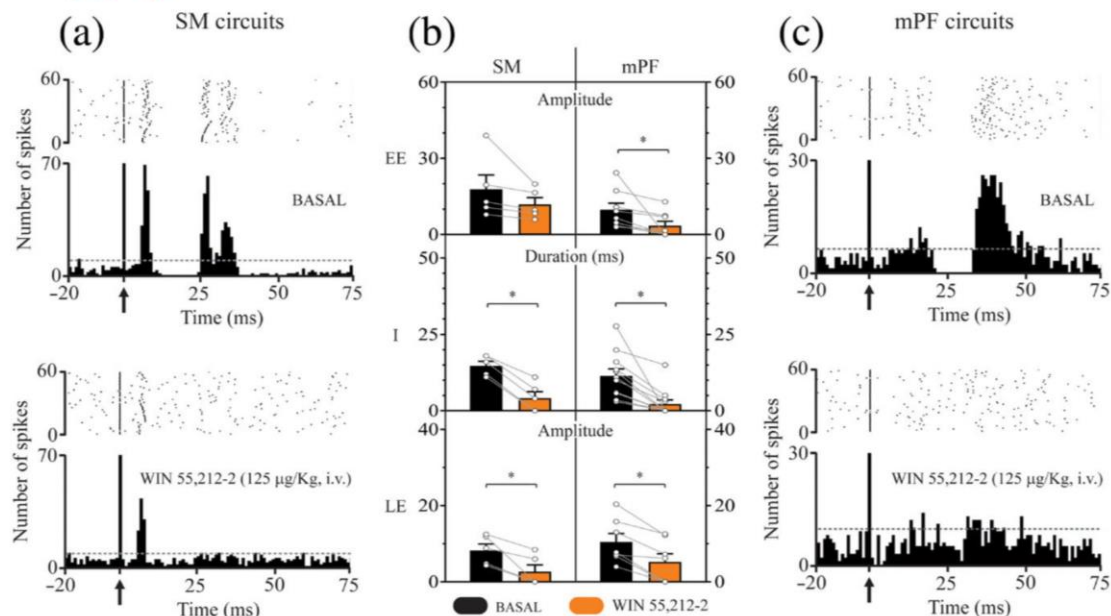 (a)
SM circuits
60
0
Number of spikes
70
BASAL
0
−20
0
25
50
75
Time (ms)
60
0
Number of spikes
70
WIN 55,212-2 (125 µg/Kg, i.v.)
0
−20
0
25
50
75
Time (ms)
(b)
SM
mPF
60
60
Amplitude
*
EE
30
30
0
0
50
50
Duration (ms)
*
*
I
25
25
0
0
40
40
Amplitude
*
*
LE
20
20
0
0
BASAL
WIN 55,212-2
(c)
mPF circuits
60
0
Number of spikes
30
BASAL
0
−20
0
25
50
75
Time (ms)
60
0
Number of spikes
30
WIN 55,212-2 (125 µg/Kg, i.v.)
0
−20
0
25
50
75
Time (ms)